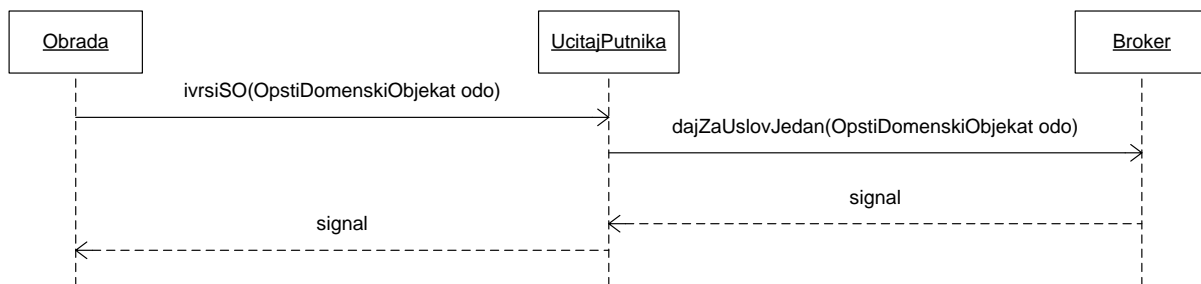 Obrada
UcitajPutnika
Broker
ivrsiSO(OpstiDomenskiObjekat odo)
dajZaUslovJedan(OpstiDomenskiObjekat odo)
signal
signal